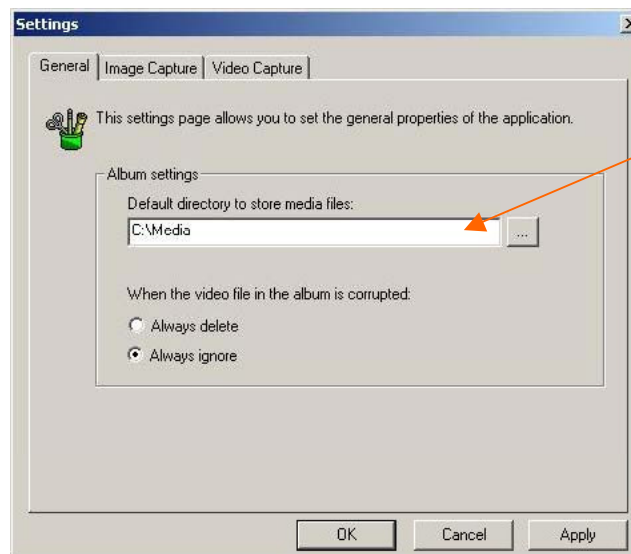 Settings
General
Image Capture
Video Capture
This settings page allows you to set the general properties of the application.
Album settings
Default directory to store media files:
C:\Media
...
When the video file in the album is corrupted:
Always delete
Always ignore
OK
Cancel
Apply